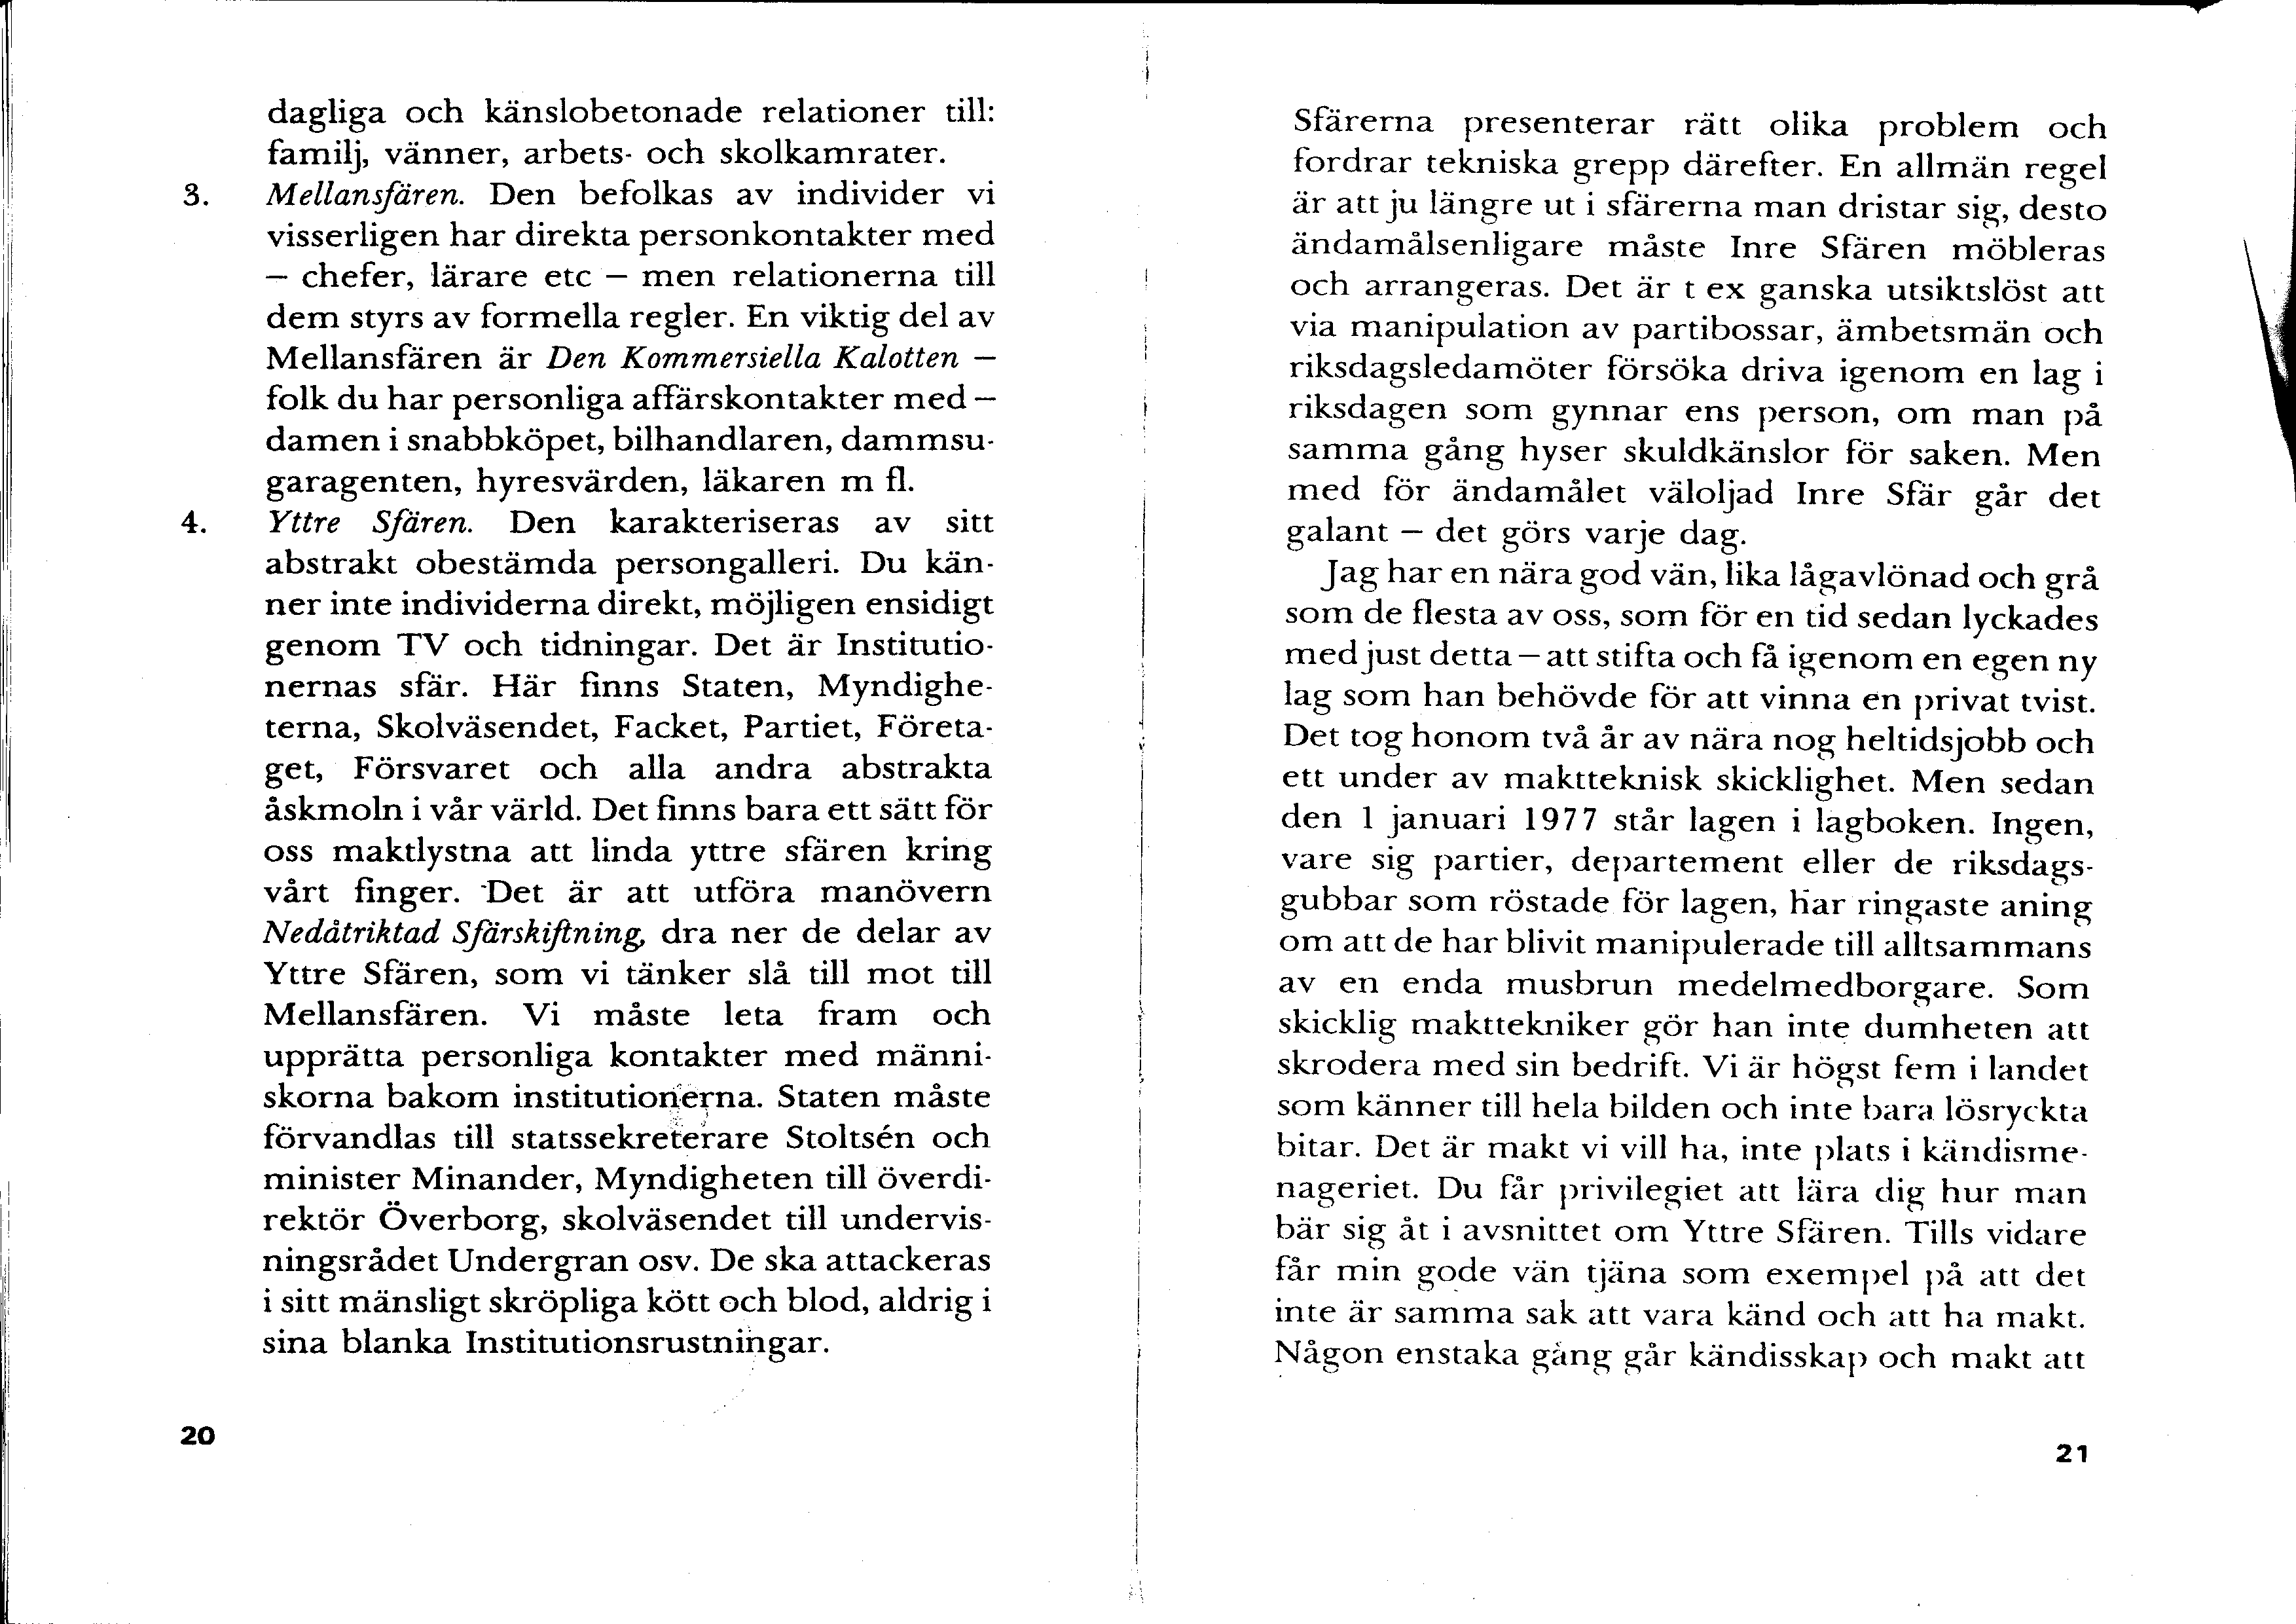 dagliga och känslobetonade relationer till:
familj, vänner, arbets- och skolkamrater.
3. Mellansfären. Den befolkas av individer vi
visserligen har direkta personkontakter med
— chefer, lärare etc — men relationerna till
dem styrs av formella regler. En viktig del av
Mellansfären är Den Kommersiella Kalotten —
folk du har personliga affärskontakter med —
damen i snabbköpet, bilhandlaren, dammsu-
garagenten, hyresvärden, läkaren m fl.
4. Yttre Sfären. Den karakteriseras av sitt
abstrakt obestämda persongalleri. Du kän-
ner inte individerna direkt, möjligen ensidigt
genom TV och tidningar. Det är Institutio-
nernas sfär. Här finns Staten, Myndighe-
terna, Skolväsendet, Facket, Partiet, Företa-
get, Försvaret och alla andra abstrakta
åskmoln i vår värld. Det finns bara ett sätt för
oss maktlystna att linda yttre sfären kring
vårt finger. Det är att utföra manövern
Nedåtriktad Sfärskiftning, dra ner de delar av
Yttre Sfären, som vi tänker slå till mot till
Mellansfären. Vi måste leta fram och
upprätta personliga kontakter med männi-
skorna bakom institutionerna. Staten måste
förvandlas till statssekreterare Stoltsén och
minister Minander, Myndigheten till överdi-
rektör Överborg, skolväsendet till undervis-
ningsrådet Undergran osv. De ska attackeras
i sitt mänsligt skröpliga kött och blod, aldrig i
sina blanka Institutionsrustningar.
20
Sfärerna presenterar rätt olika problem och
fordrar tekniska grepp därefter. En allmän regel
är att ju längre ut i sfärerna man dristar sig, desto
ändamålsenligare måste Inre Sfären möbleras
och arrangeras. Det är t ex ganska utsiktslöst att
via manipulation av partibossar, ämbetsmän och
riksdagsledamöter försöka driva igenom en lag i
riksdagen som gynnar ens person, om man på
samma gång hyser skuldkänslor för saken. Men
med för ändamålet väloljad Inre Sfär går det
galant — det görs varje dag.
Jag har en nära god vän, lika lågavlönad och grå
som de flesta av oss, som för en tid sedan lyckades
med just detta — att stifta och få igenom en egen ny
lag som han behövde för att vinna en privat tvist.
Det tog honom två år av nära nog heltidsjobb och
ett under av maktteknisk skicklighet. Men sedan
den 1 januari 1977 står lagen i lagboken. Ingen,
vare sig partier, departement eller de riksdags-
gubbar som röstade för lagen, har ringaste aning
om att de har blivit manipulerade till alltsammans
av en enda musbrun medelmedborgare. Som
skicklig makttekniker gör han inte dumheten att
skrodera med sin bedrift. Vi är högst fem i landet
som känner till hela bilden och inte bara lösryckta
bitar. Det är makt vi vill ha, inte plats i kändisme-
nageriet. Du får privilegiet att lära dig hur man
bär sig åt i avsnittet om Yttre Sfären. Tills vidare
får min gode vän tjäna som exempel på att det
inte är samma sak att vara känd och att ha makt.
Någon enstaka gång går kändisskap och makt att
21